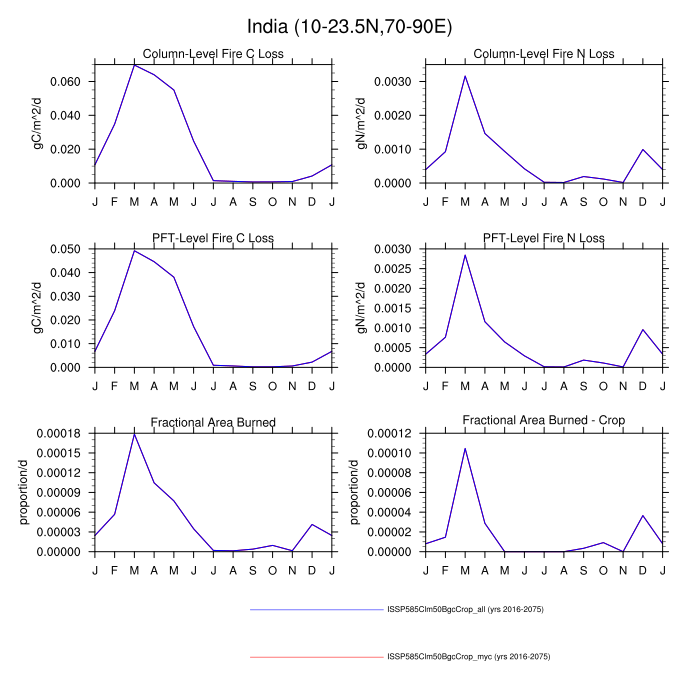 India (10-23.5N,70-90E)
Column-Level Fire C Loss
gC/m^2/d
0.060
0.040
0.020
0.000
J F M A M J J A S O N D J
Column-Level Fire N Loss
gN/m^2/d
0.0030
0.0020
0.0010
0.0000
J F M A M J J A S O N D J
PFT-Level Fire C Loss
gC/m^2/d
0.050
0.040
0.030
0.020
0.010
0.000
J F M A M J J A S O N D J
PFT-Level Fire N Loss
gN/m^2/d
0.0030
0.0025
0.0020
0.0015
0.0010
0.0005
0.0000
J F M A M J J A S O N D J
Fractional Area Burned
proportion/d
0.00018
0.00015
0.00012
0.00009
0.00006
0.00003
0.00000
J F M A M J J A S O N D J
Fractional Area Burned - Crop
proportion/d
0.00012
0.00010
0.00008
0.00006
0.00004
0.00002
0.00000
J F M A M J J A S O N D J
ISSP585Clm50BgcCrop_all (yrs 2016-2075)
ISSP585Clm50BgcCrop_myc (yrs 2016-2075)